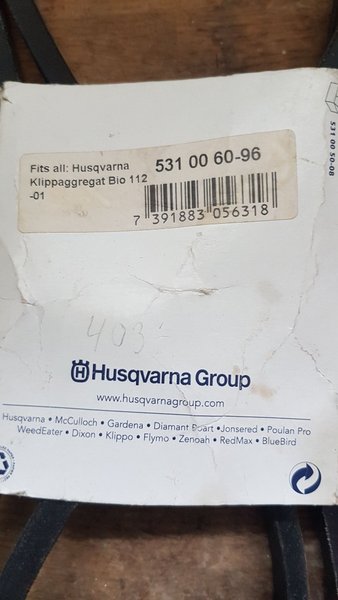 Fits all: Husqvarna
Klippaggregat Bio 112
-01
531 00 60-96
7 391883 056318
531 00 50-08
403
Husqvarna Group
www.husqvarnagroup.com
Husqvarna • McCulloch • Gardena • Diamant Boart • Jonsered • Poulan Pro
WeedEater • Dixon • Klippo • Flymo • Zenoah • RedMax • BlueBird